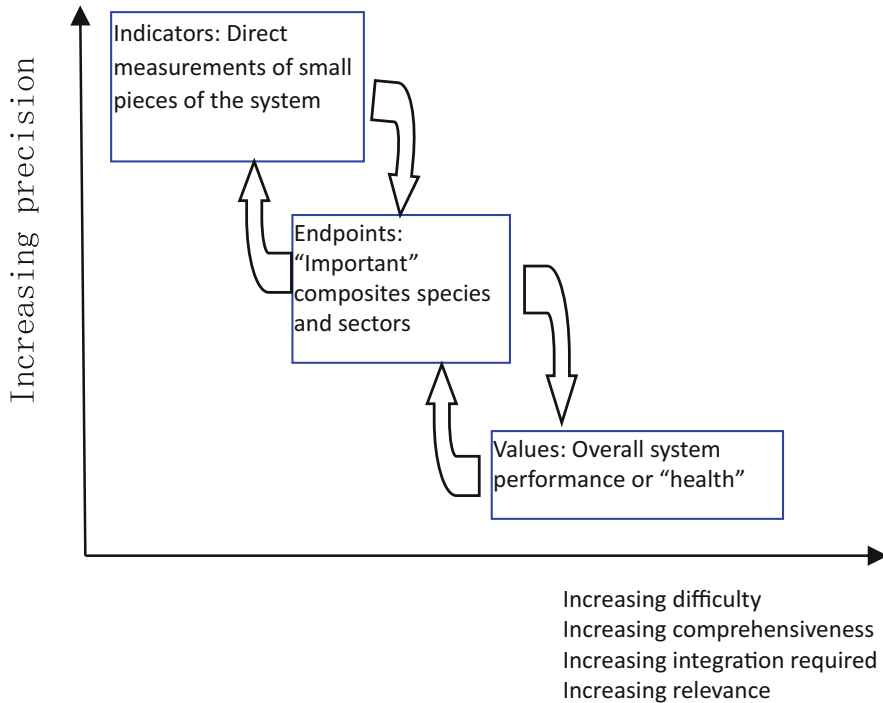 Increasing precision
Indicators: Direct
measurements of small
pieces of the system
Endpoints:
“Important”
composites species
and sectors
Values: Overall system
performance or “health”
Increasing difficulty
Increasing comprehensiveness
Increasing integration required
Increasing relevance